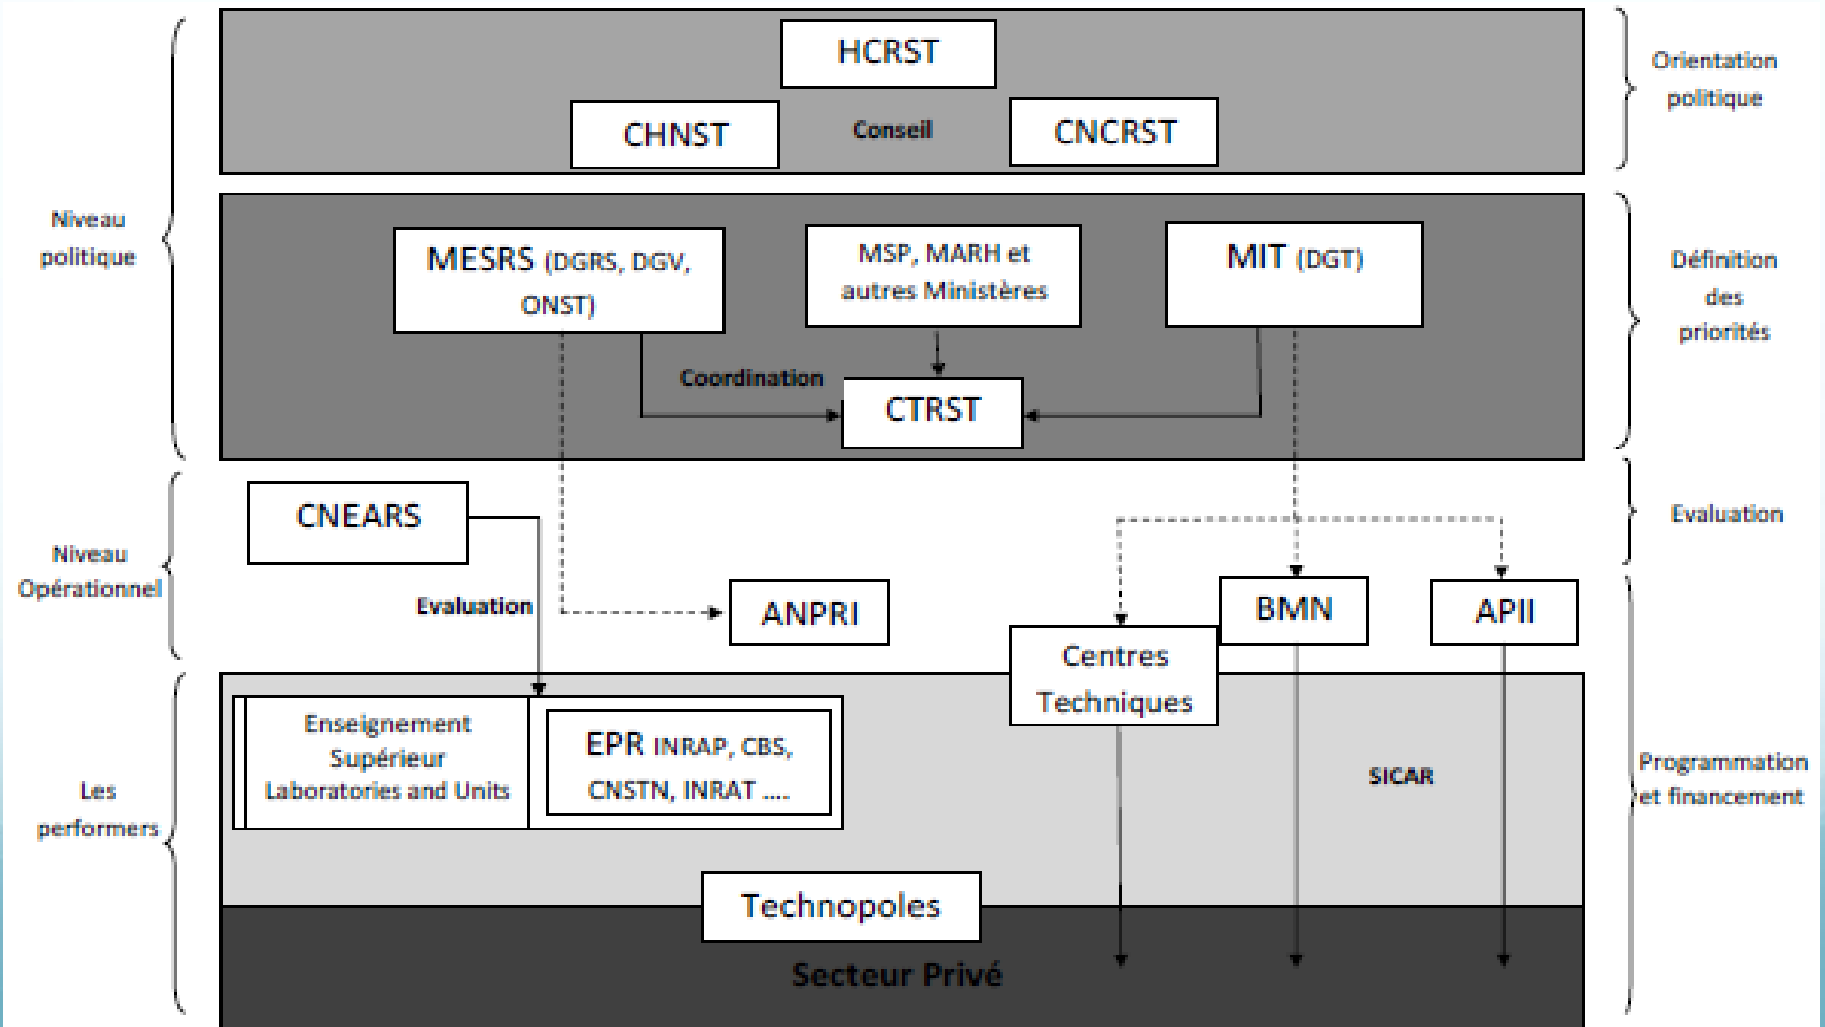 HCRST
CHNST
Conseil
CNCRST
Orientation
politique
Niveau
politique
MESRS (DGRS, DGV,
ONST)
MSP, MARH et
autres Ministères
MIT (DGT)
Définition
des
priorités
Coordination
CTRST
CNEARS
Evaluation
Niveau
Opérationnel
Evaluation
ANPRI
BMN
APII
Centres
Techniques
Les
performers
Enseignement
Supérieur
Laboratories and Units
EPR INRAP, CBS,
CNSTN, INRAT ....
SICAR
Programmation
et financement
Technopoles
Secteur Privé